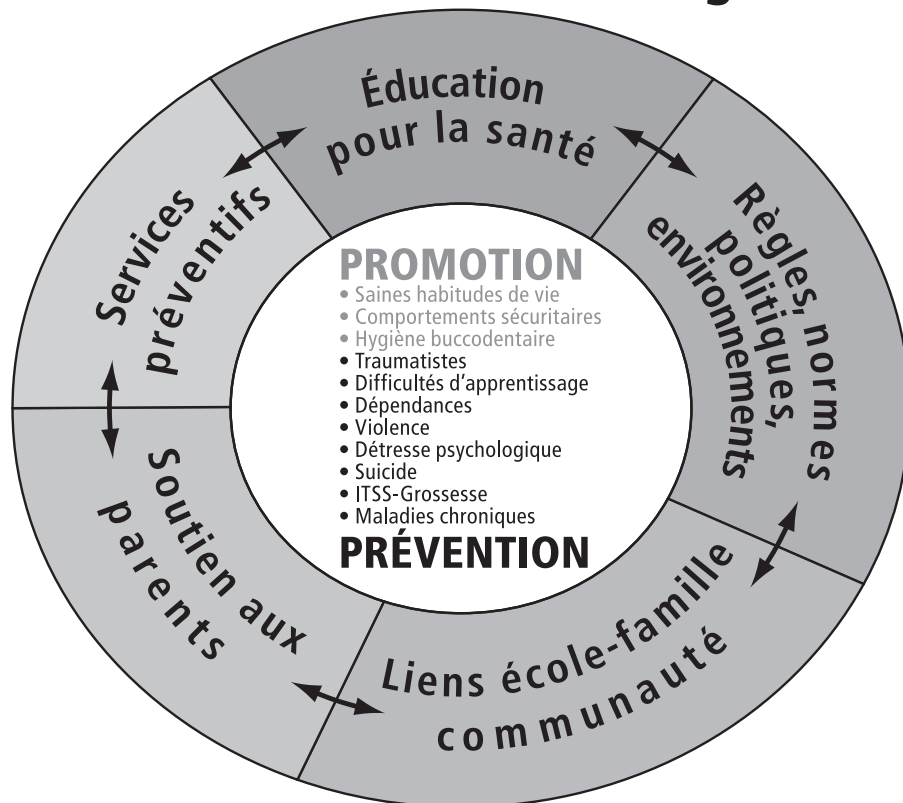 Éducation
pour la santé
Règles, normes
politiques,
environnements
Liens école-famille
communauté
Soutien aux
parents
Services
préventifs
PROMOTION
• Saines habitudes de vie
• Comportements sécuritaires
• Hygiène buccodentaire
• Traumatistes
• Difficultés d’apprentissage
• Dépendances
• Violence
• Détresse psychologique
• Suicide
• ITSS-Grossesse
• Maladies chroniques
PRÉVENTION